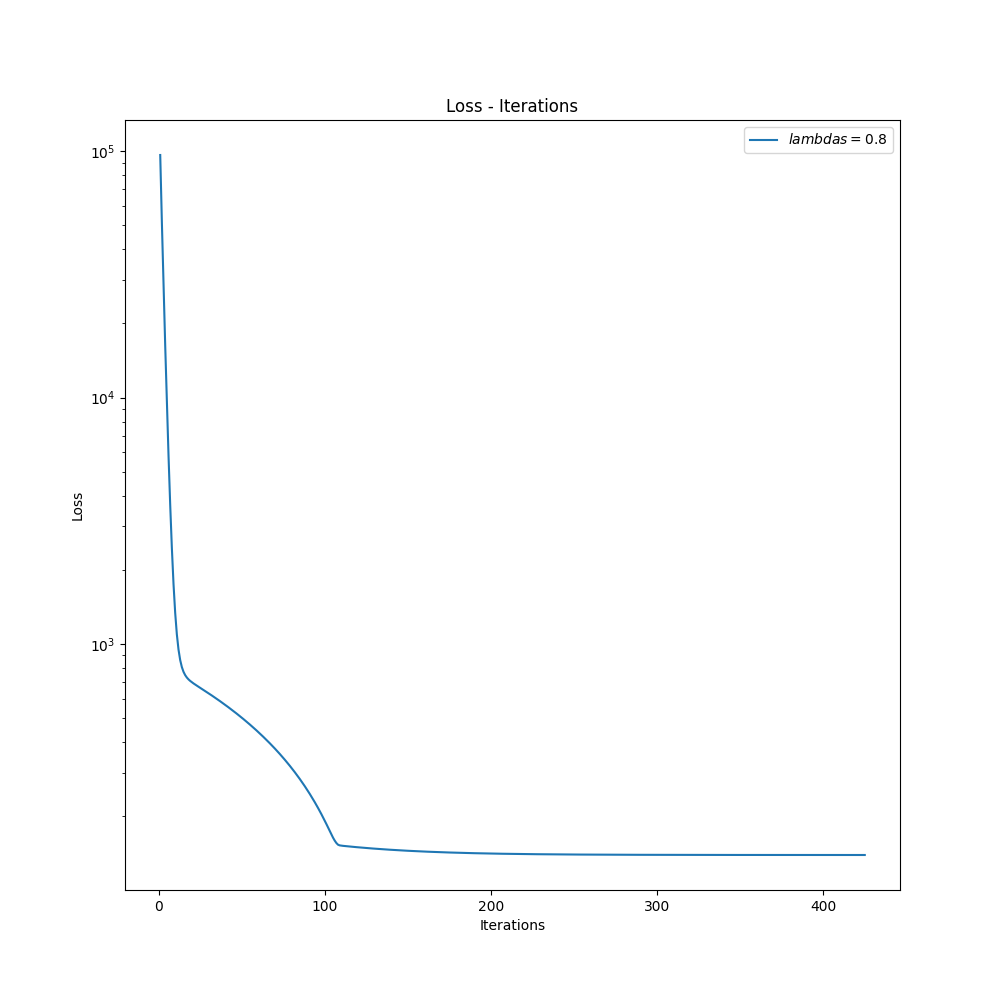 Loss - Iterations
lambdas = 0.8
10^5
10^4
10^3
Loss
0 100 200 300 400
Iterations